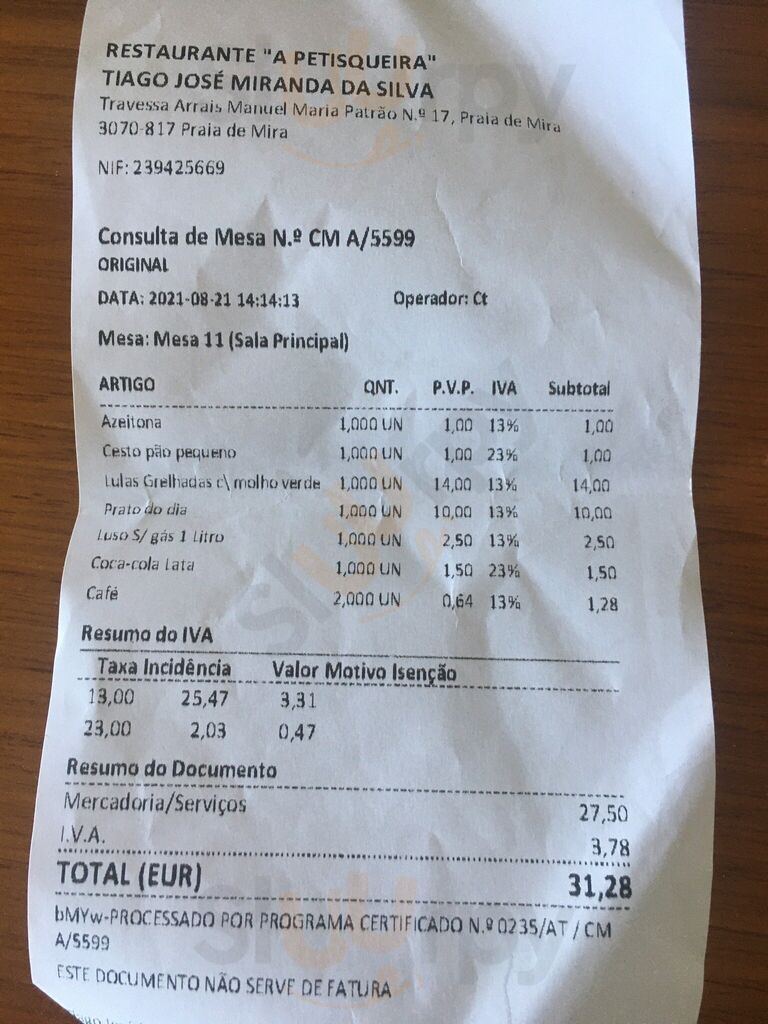 RESTAURANTE "A PETISQUEIRA"
TIAGO JOSÉ MIRANDA DA SILVA
Travessa Arrais Manuel Maria Patrão N.º 17, Praia de Mira
3070-817 Praia de Mira
NIF: 239425669
Consulta de Mesa N.º CM A/5599
ORIGINAL
DATA: 2021-08-21 14:14:13 Operador: Ct
Mesa: Mesa 11 (Sala Principal)
ARTIGO QNT. P.V.P. IVA Subtotal
Azeitona 1,000 UN 1,00 13% 1,00
Cesto pão pequeno 1,000 UN 1,00 23% 1,00
Lulas Grelhadas c\ molho verde 1,000 UN 14,00 13% 14,00
Prato do dia 1,000 UN 10,00 13% 10,00
Luso S/ gás 1 Litro 1,000 UN 2,50 13% 2,50
Coca-cola Lata 1,000 UN 1,50 23% 1,50
Café 2,000 UN 0,64 13% 1,28
Resumo do IVA
Taxa Incidência Valor Motivo Isenção
13,00 25,47 3,31
23,00 2,03 0,47
Resumo do Documento
Mercadoria/Serviços 27,50
I.V.A. 3,78
TOTAL (EUR) 31,28
bMYw-PROCESSADO POR PROGRAMA CERTIFICADO N.º 0235/AT / CM
A/5599
ESTE DOCUMENTO NÃO SERVE DE FATURA
sluurpy